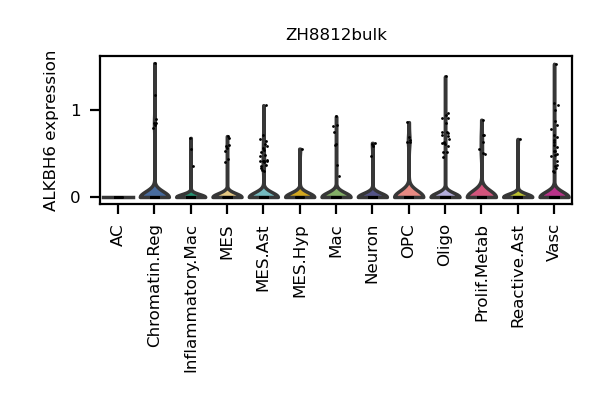 ZH8812bulk
ALKBH6 expression
1
0
AC
Chromatin.Reg
Inflammatory.Mac
MES
MES.Ast
MES.Hyp
Mac
Neuron
OPC
Oligo
Prolif.Metab
Reactive.Ast
Vasc